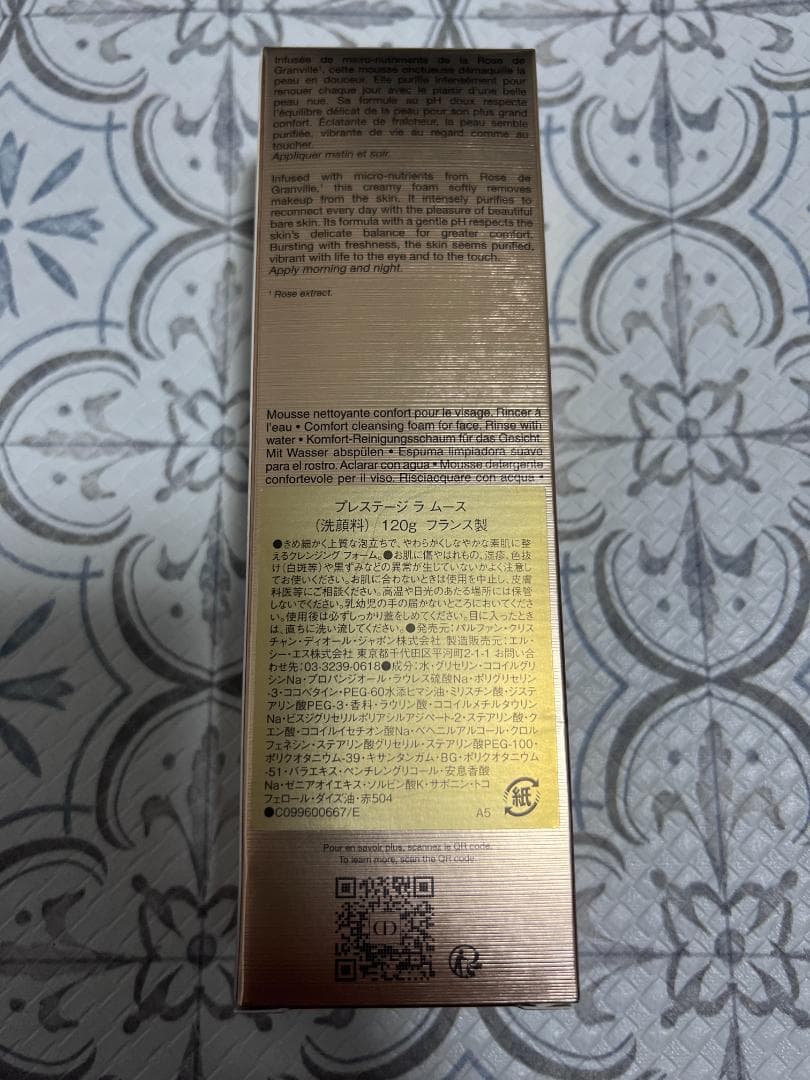 Infusée de micro-nutriments de la Rose de
Granville¹, cette mousse onctueuse démaquille la
peau en douceur. Elle purifie intensément pour
renouer chaque jour avec le plaisir d'une belle
peau nue. Sa formule au pH doux respecte
l'équilibre délicat de la peau pour son plus grand
confort. Éclatante de fraîcheur, la peau semble
purifiée, vibrante de vie au regard comme au
toucher.
Appliquer matin et soir.
Infused with micro-nutrients from Rose de
Granville,¹ this creamy foam softly removes
makeup from the skin. It intensely purifies to
reconnect every day with the pleasure of beautiful
bare skin. Its formula with a gentle pH respects the
skin's delicate balance for greater comfort.
Bursting with freshness, the skin seems purified,
vibrant with life to the eye and to the touch.
Apply morning and night.
¹ Rose extract.
Mousse nettoyante confort pour le visage. Rincer à
l'eau • Comfort cleansing foam for face. Rinse with
water • Komfort-Reinigungsschaum für das Gesicht.
Mit Wasser abspülen • Espuma limpiadora suave
para el rostro. Aclarar con agua • Mousse detergente
confortevole per il viso. Risciacquare con acqua •
プレステージ ラ ムース
(洗顔料) 120g フランス製
●きめ細かく上質な泡立ちで、やわらかくしなやかな素肌に整
えるクレンジング フォーム。●お肌に傷やはれもの、湿疹、色抜
け(白斑等)や黒ずみなどの異常が生じていないかよく注意し
てお使いください。お肌に合わないときは使用を中止し、皮膚
科医等にご相談ください。高温や日光のあたる場所には保管
しないでください。乳幼児の手の届かないところにおいてくださ
い。使用後は必ずしっかり蓋をしめてください。目に入ったとき
は、直ちに洗い流してください。●発売元:パルファン・クリス
チャン・ディオール・ジャポン株式会社 製造販売元:エル・
シー・エス株式会社 東京都千代田区平河町2-1-1 お問い合
わせ先:03-3239-0618●成分:水・グリセリン・ココイルグリ
シンNa・プロパンジオール・ラウレス硫酸Na・ポリグリセリン
-3・ココベタイン・PEG-60水添ヒマシ油・ミリスチン酸・ジステ
アリン酸PEG-3・香料・ラウリン酸・ココイルメチルタウリン
Na・ビスジグリセリルポリアシルアジペート-2・ステアリン酸・ク
エン酸・ココイルイセチオン酸Na・ベヘニルアルコール・クロル
フェネシン・ステアリン酸グリセリル・ステアリン酸PEG-100・
ポリクオタニウム-39・キサンタンガム・BG・ポリクオタニウム
-51・バラエキス・ペンチレングリコール・安息香酸
Na・ゼニアオイエキス・ソルビン酸K・サポニン・トコ
フェロール・ダイズ油・赤504
●C099600667/E A5
紙
Pour en savoir plus, scannez le QR code.
To learn more, scan the QR code.
CD